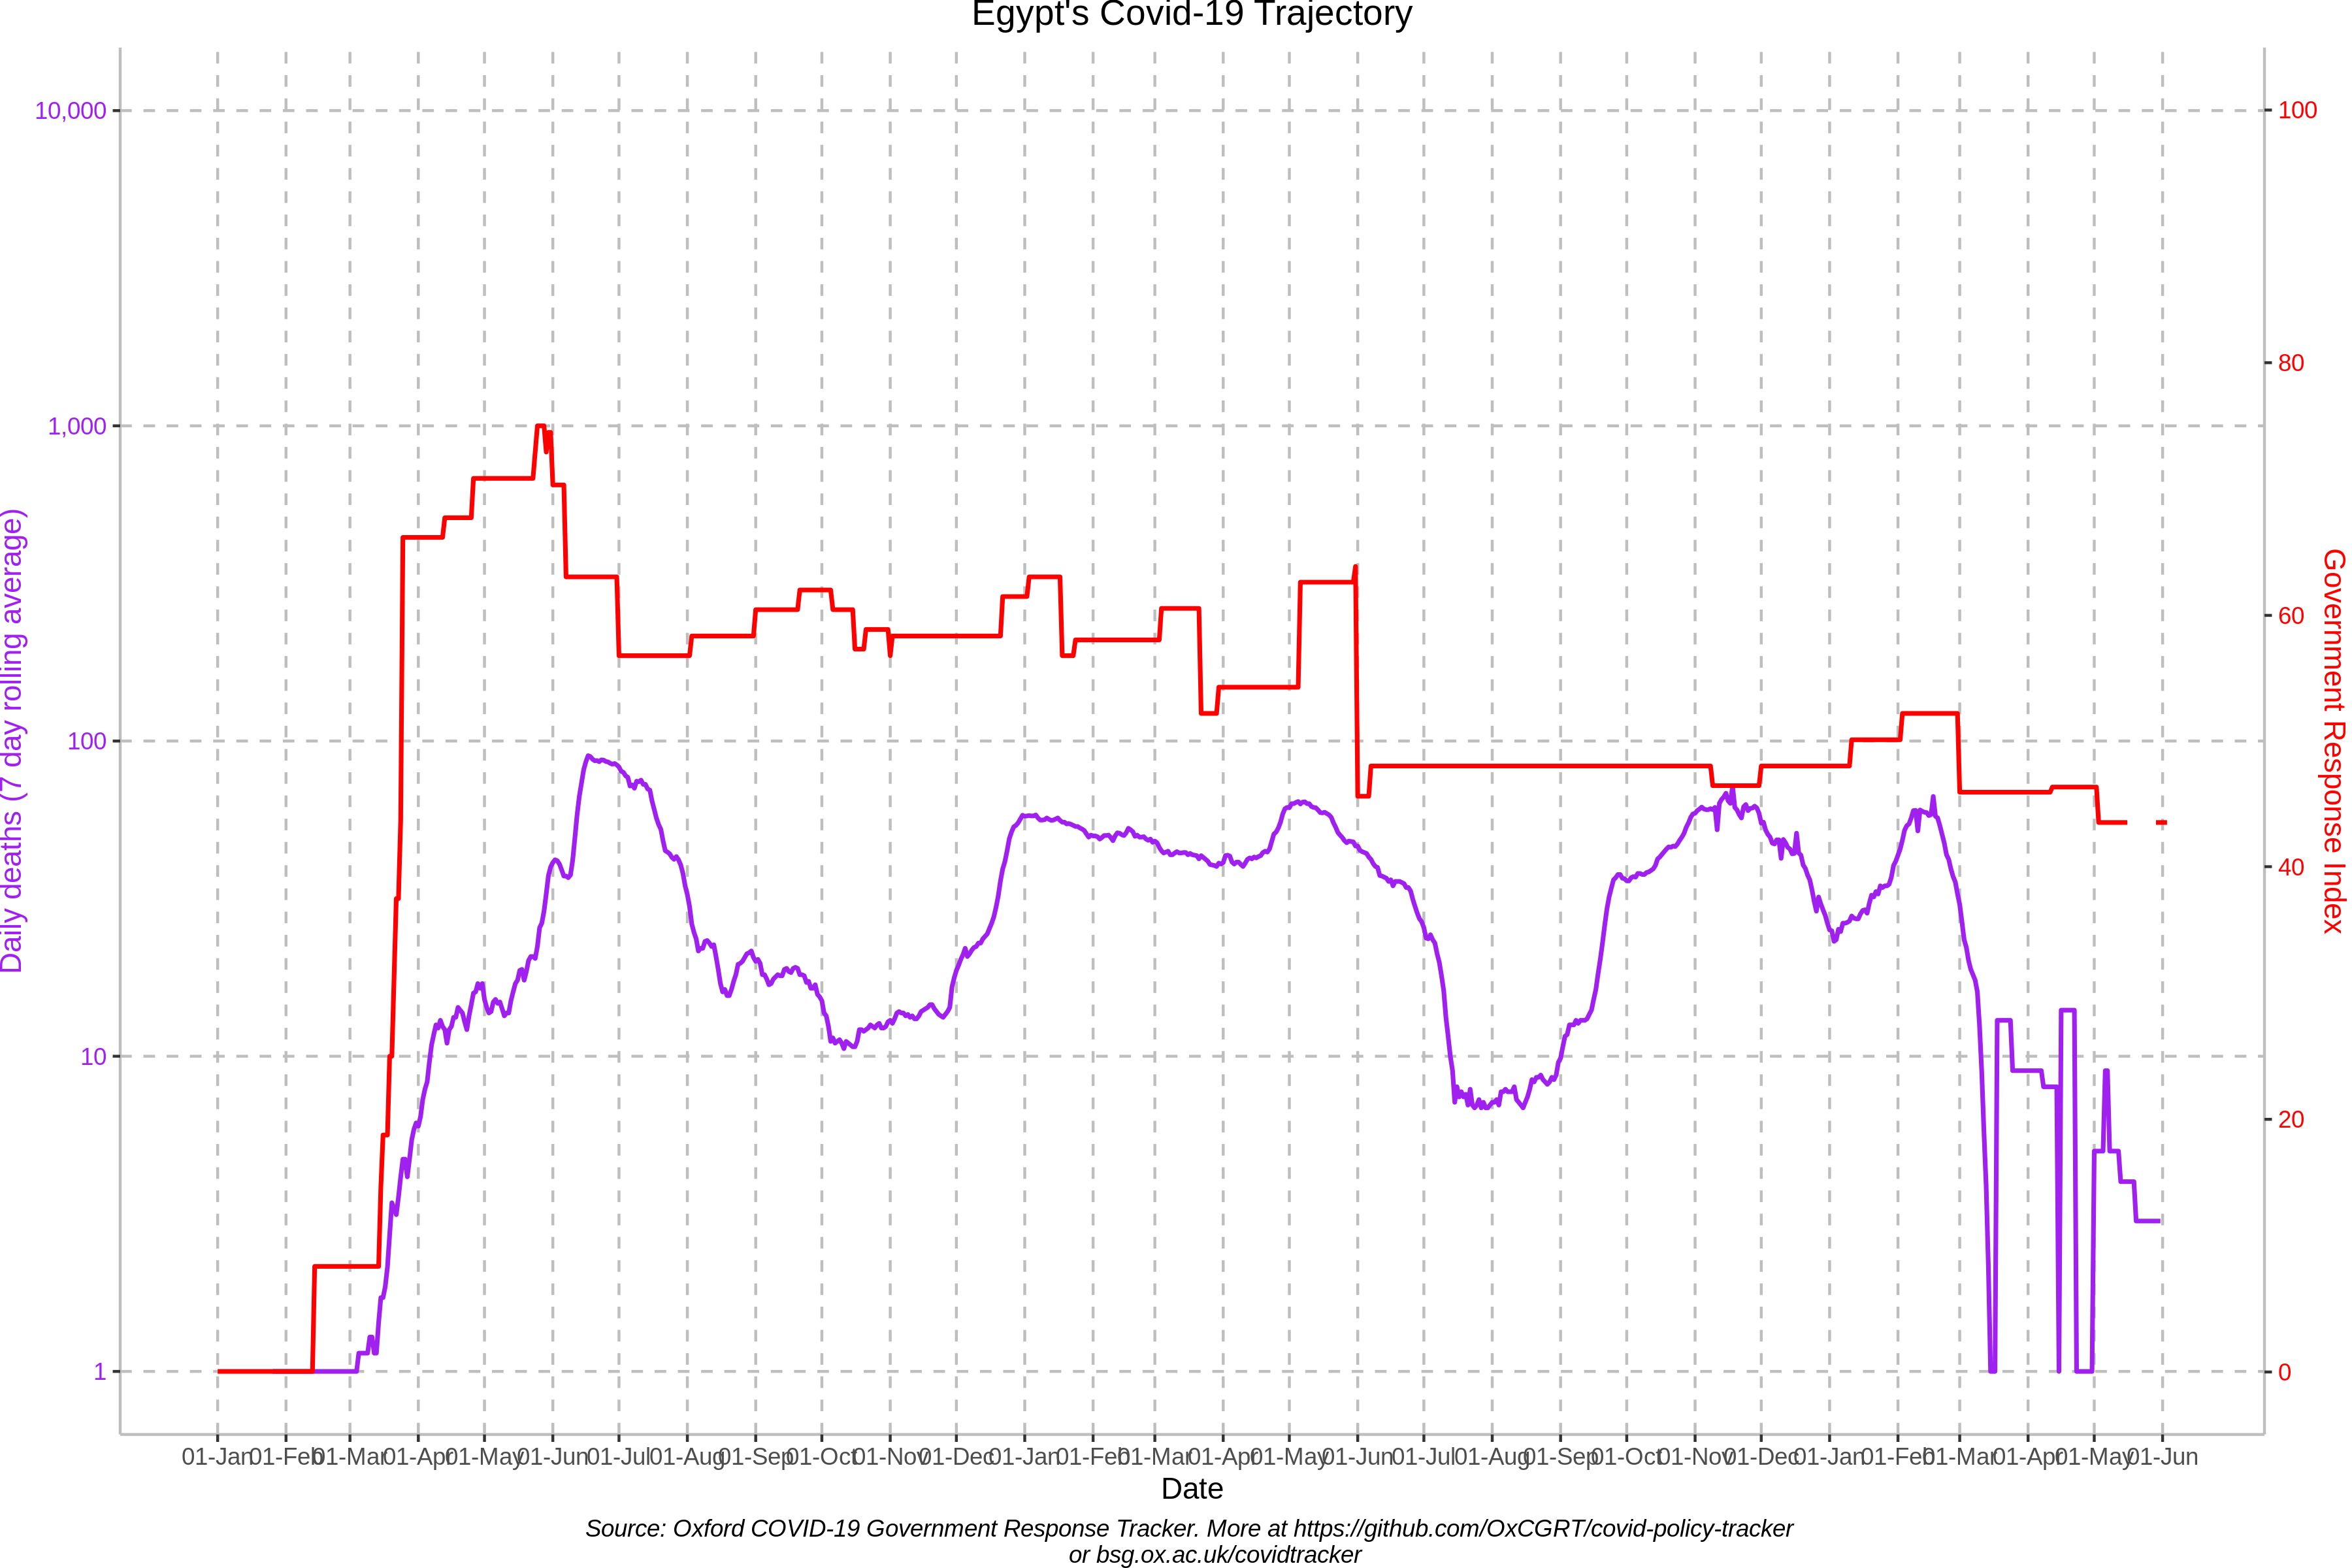 Egypt's Covid-19 Trajectory
10,000
1,000
100
10
1
Daily deaths (7 day rolling average)
100
80
60
40
20
0
Government Response Index
01-Jan 01-Feb 01-Mar 01-Apr 01-May 01-Jun 01-Jul 01-Aug 01-Sep 01-Oct 01-Nov 01-Dec 01-Jan 01-Feb 01-Mar 01-Apr 01-May 01-Jun 01-Jul 01-Aug 01-Sep 01-Oct 01-Nov 01-Dec 01-Jan 01-Feb 01-Mar 01-Apr 01-May 01-Jun
Date
Source: Oxford COVID-19 Government Response Tracker. More at https://github.com/OxCGRT/covid-policy-tracker
or bsg.ox.ac.uk/covidtracker